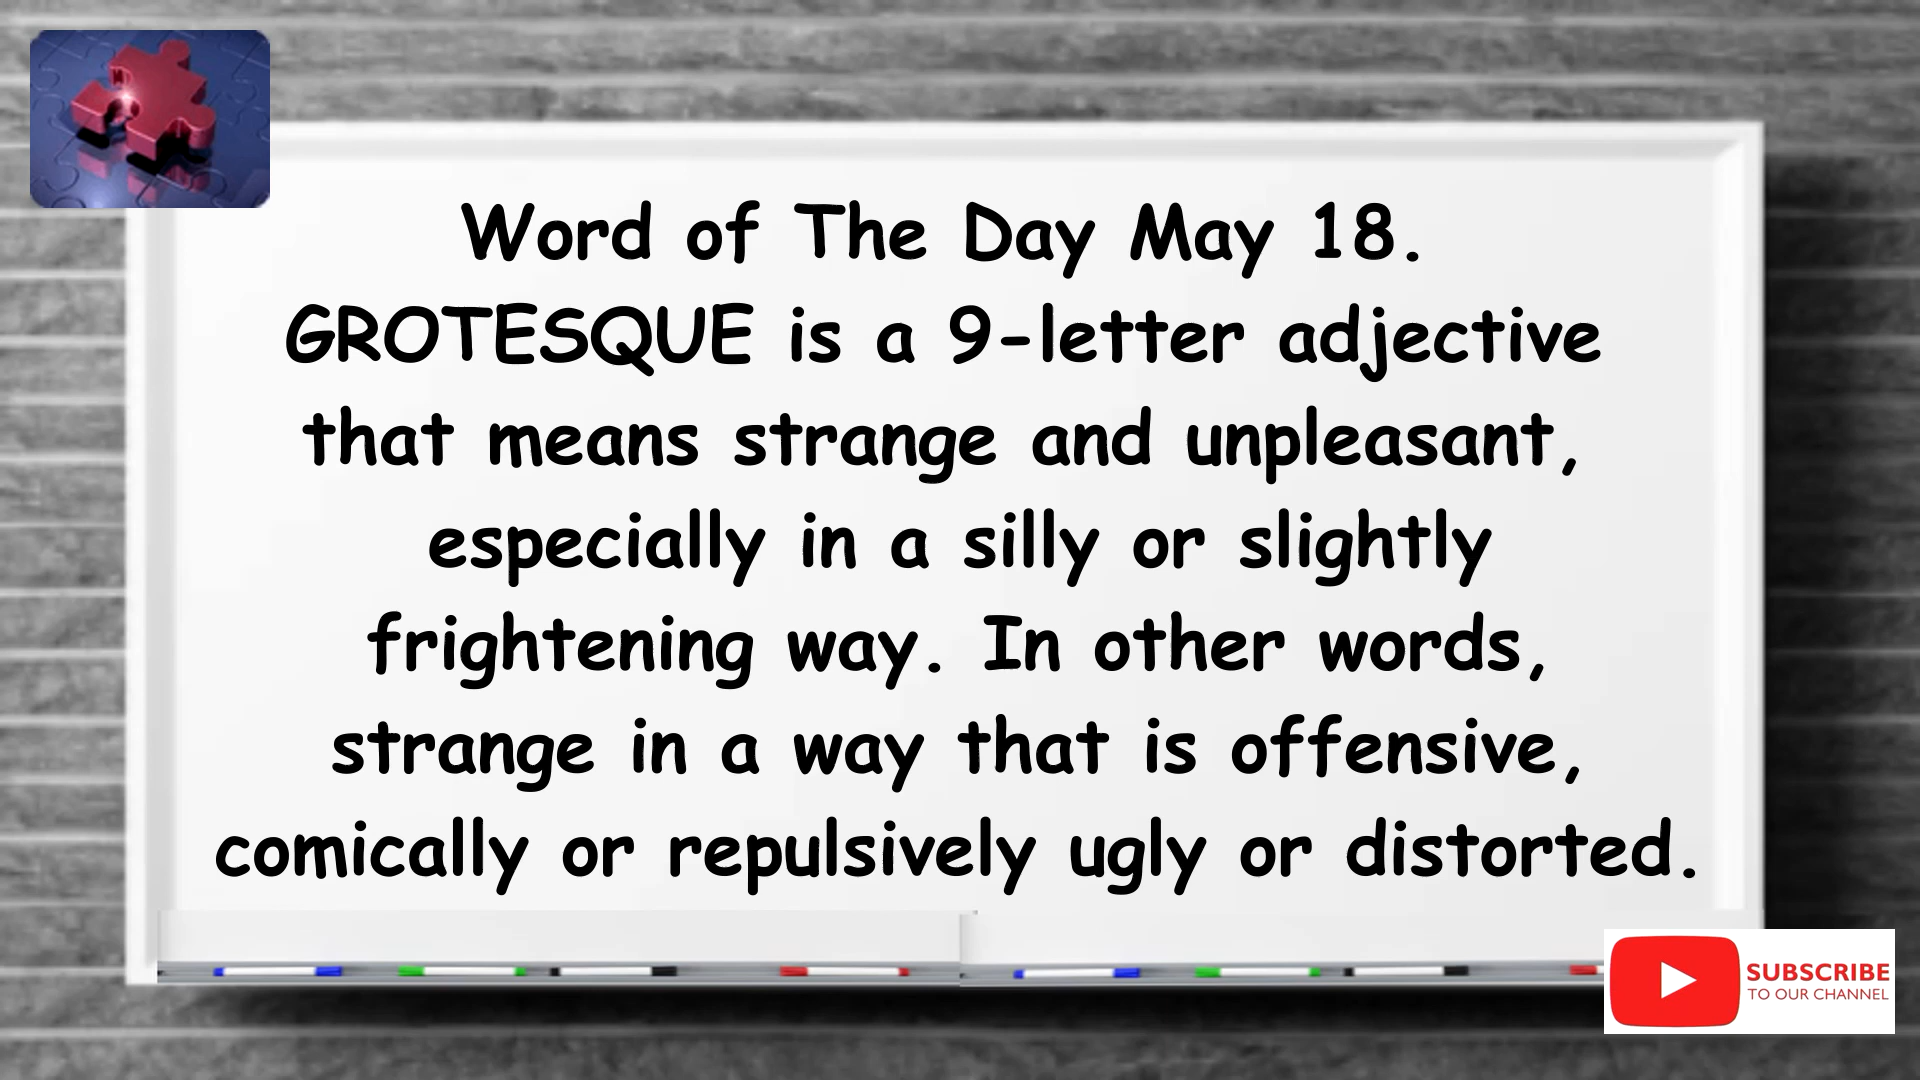 Word of The Day May 18.
GROTESQUE is a 9-letter adjective
that means strange and unpleasant,
especially in a silly or slightly
frightening way. In other words,
strange in a way that is offensive,
comically or repulsively ugly or distorted.
SUBSCRIBE
TO OUR CHANNEL